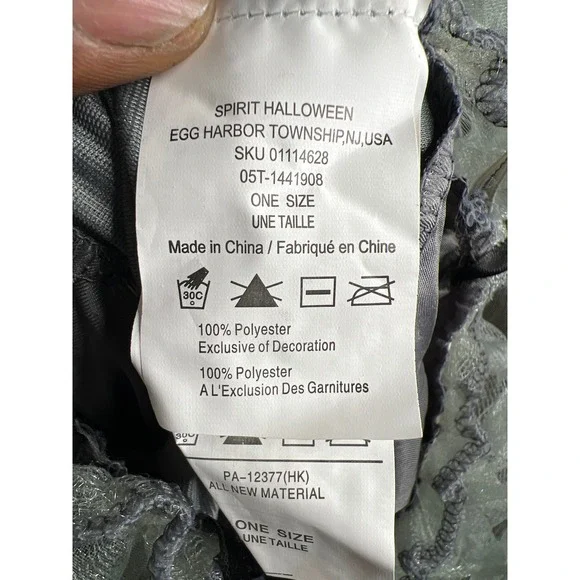 SPIRIT HALLOWEEN
EGG HARBOR TOWNSHIP,NJ,USA
SKU 01114628
05T-1441908
ONE SIZE
UNE TAILLE
Made in China / Fabriqué en Chine
30C
100% Polyester
Exclusive of Decoration
100% Polyester
A L'Exclusion Des Garnitures
30C
PA-12377(HK)
ALL NEW MATERIAL
ONE SIZE
UNE TAILLE